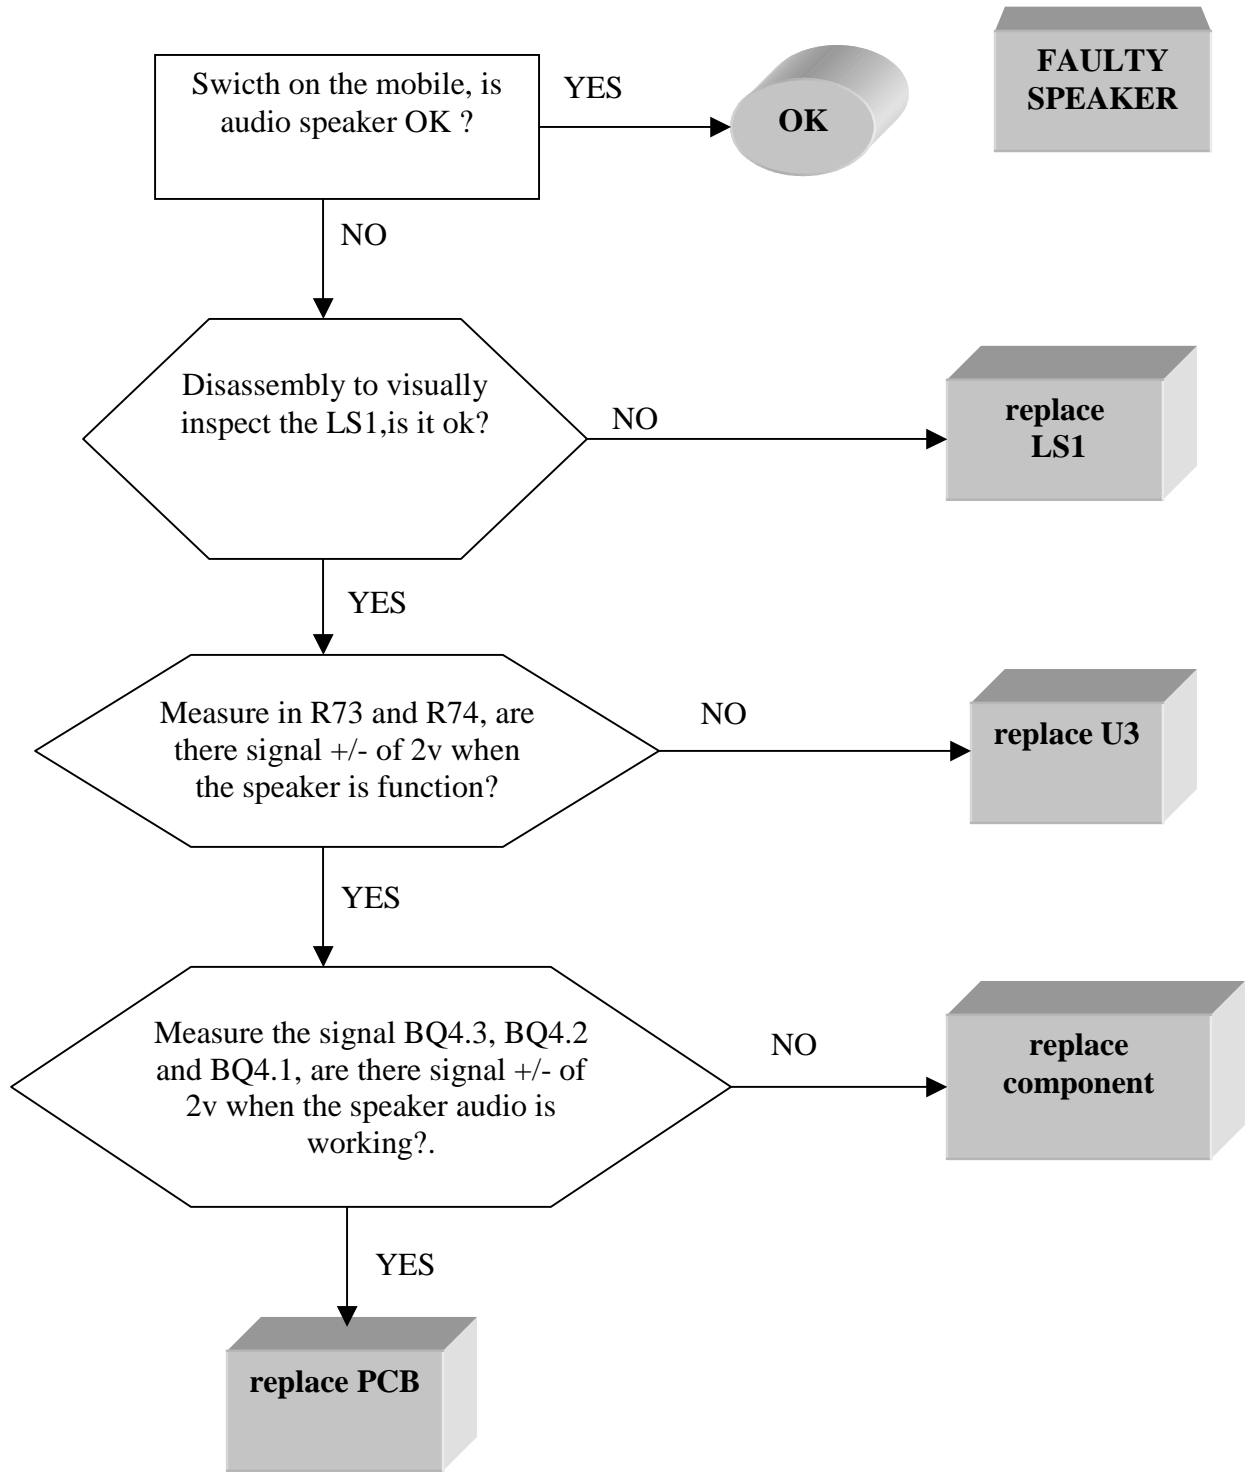 Swicth on the mobile, is
audio speaker OK ?
YES
OK
FAULTY
SPEAKER
NO
Disassembly to visually
inspect the LS1,is it ok?
NO
replace
LS1
YES
Measure in R73 and R74, are
there signal +/- of 2v when
the speaker is function?
NO
replace U3
YES
Measure the signal BQ4.3, BQ4.2
and BQ4.1, are there signal +/- of
2v when the speaker audio is
working?.
NO
replace
component
YES
replace PCB